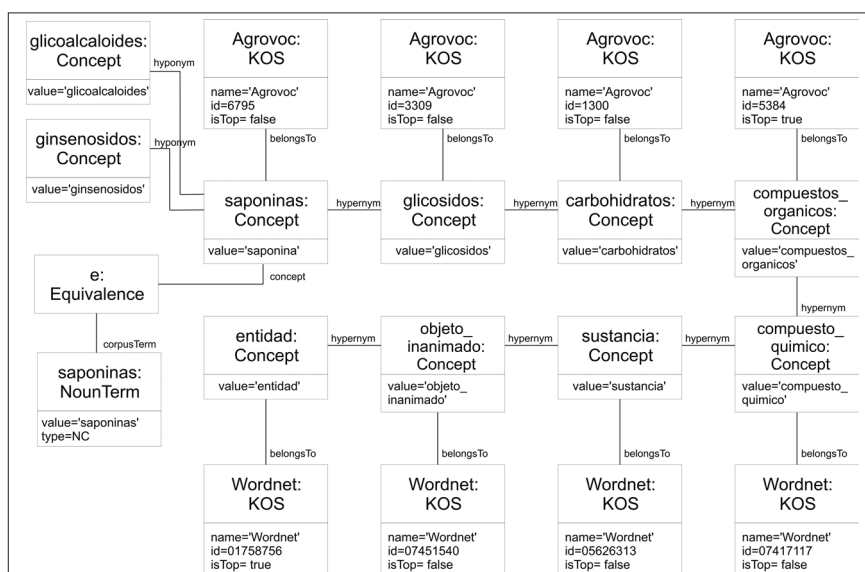 glicoalcaloides:
Concept
value='glicoalcaloides'
hyponym
Agrovoc:
KOS
name='Agrovoc'
id=6795
isTop= false
belongsTo
Agrovoc:
KOS
name='Agrovoc'
id=3309
isTop= false
belongsTo
Agrovoc:
KOS
name='Agrovoc'
id=1300
isTop= false
belongsTo
Agrovoc:
KOS
name='Agrovoc'
id=5384
isTop= true
belongsTo
ginsenosidos:
Concept
value='ginsenosidos'
hyponym
saponinas:
Concept
value='saponina'
hypernym
glicosidos:
Concept
value='glicosidos'
hypernym
carbohidratos:
Concept
value='carbohidratos'
hypernym
compuestos_
organicos:
Concept
value='compuestos_
organicos'
concept
hypernym
e:
Equivalence
corpusTerm
saponinas:
NounTerm
value='saponinas'
type=NC
entidad:
Concept
value='entidad'
hypernym
objeto_
inanimado:
Concept
value='objeto_
inanimado'
hypernym
sustancia:
Concept
value='sustancia'
hypernym
compuesto_
quimico:
Concept
value='compuesto_
quimico'
belongsTo
belongsTo
belongsTo
belongsTo
Wordnet:
KOS
name='Wordnet'
id=01758756
isTop= true
Wordnet:
KOS
name='Wordnet'
id=07451540
isTop= false
Wordnet:
KOS
name='Wordnet'
id=05626313
isTop= false
Wordnet:
KOS
name='Wordnet'
id=07417117
isTop= false